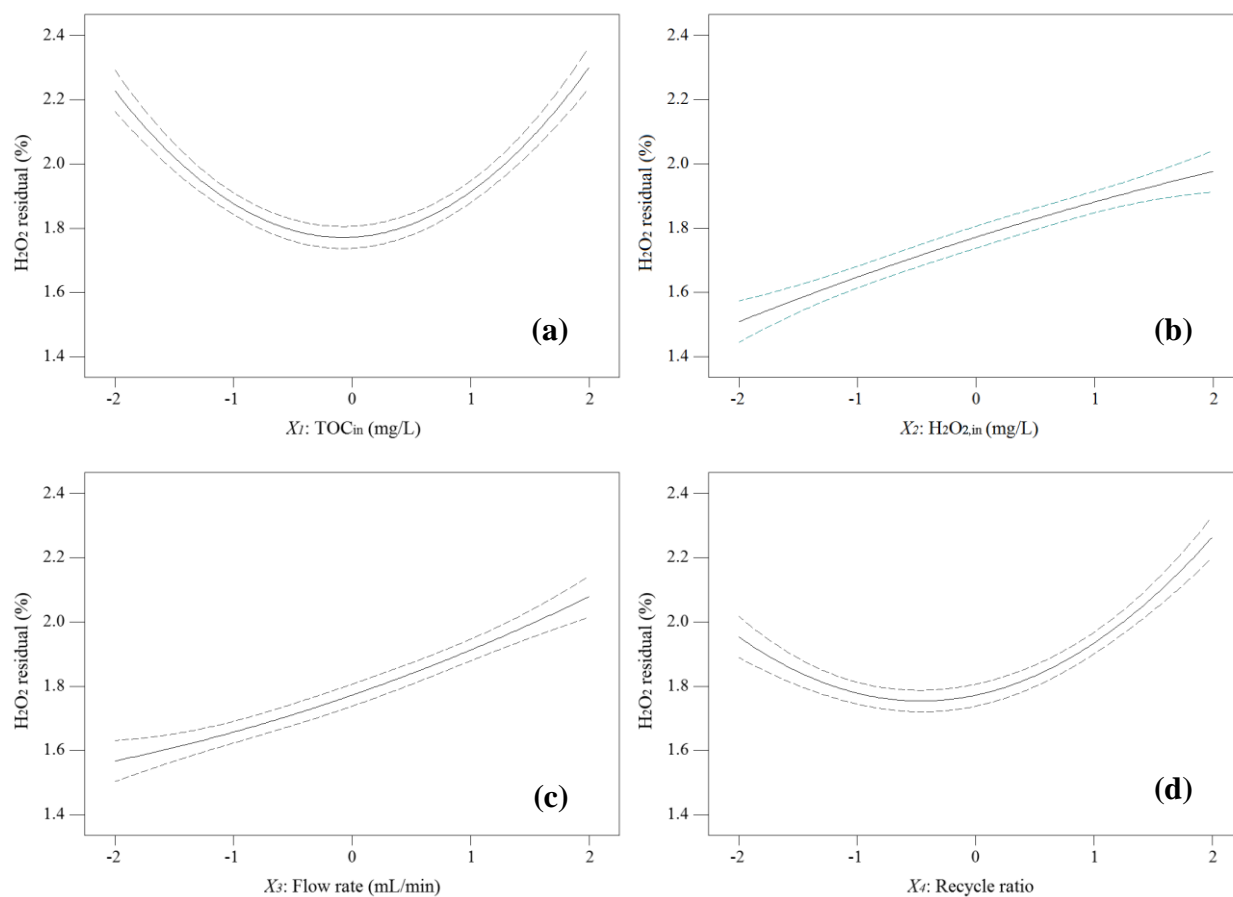 2.4
2.2
2.0
1.8
1.6
1.4
H2O2 residual (%)
-2 -1 0 1 2
X1: TOCin (mg/L)
(a)
2.4
2.2
2.0
1.8
1.6
1.4
H2O2 residual (%)
-2 -1 0 1 2
X2: H2O2,in (mg/L)
(b)
2.4
2.2
2.0
1.8
1.6
1.4
H2O2 residual (%)
-2 -1 0 1 2
X3: Flow rate (mL/min)
(c)
2.4
2.2
2.0
1.8
1.6
1.4
H2O2 residual (%)
-2 -1 0 1 2
X4: Recycle ratio
(d)